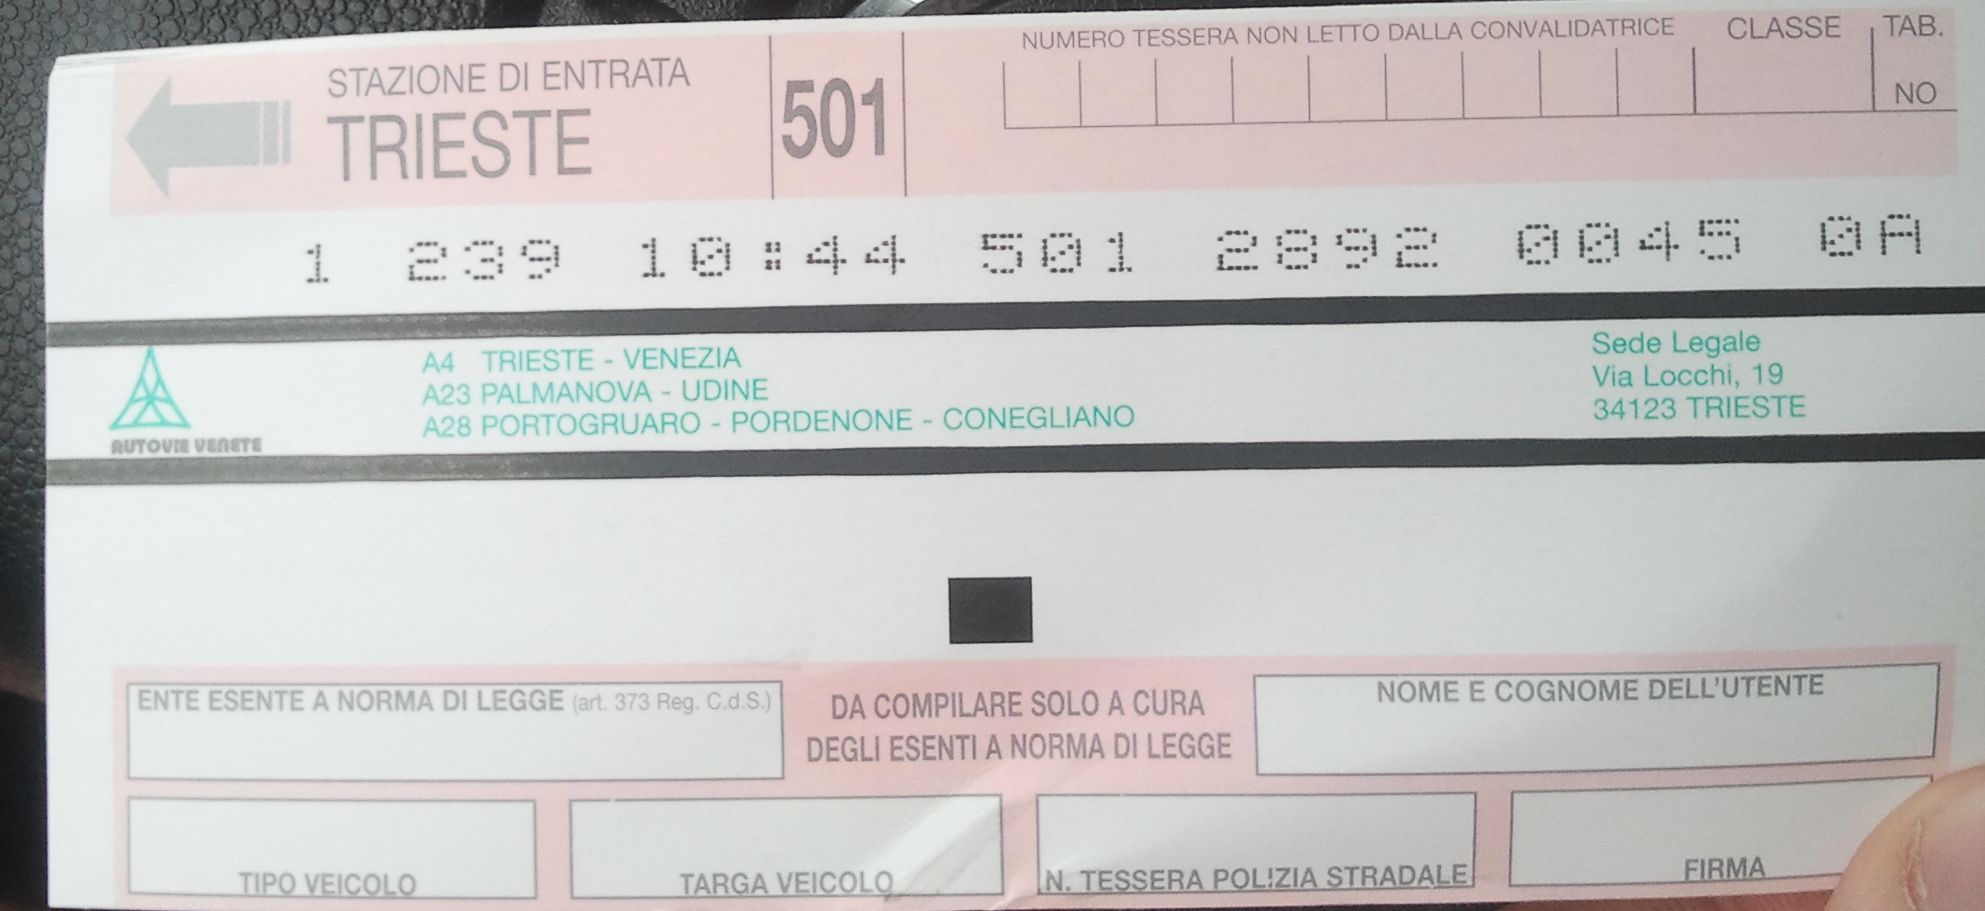 STAZIONE DI ENTRATA
TRIESTE
501
NUMERO TESSERA NON LETTO DALLA CONVALIDATRICE
CLASSE
TAB.
NO
1 239 10:44 501 2892 0045 0A
AUTOVIE VENETE
A4 TRIESTE - VENEZIA
A23 PALMANOVA - UDINE
A28 PORTOGRUARO - PORDENONE - CONEGLIANO
Sede Legale
Via Locchi, 19
34123 TRIESTE
ENTE ESENTE A NORMA DI LEGGE (art. 373 Reg. C.d.S.)
DA COMPILARE SOLO A CURA
DEGLI ESENTI A NORMA DI LEGGE
NOME E COGNOME DELL'UTENTE
TIPO VEICOLO
TARGA VEICOLO
N. TESSERA POLIZIA STRADALE
FIRMA